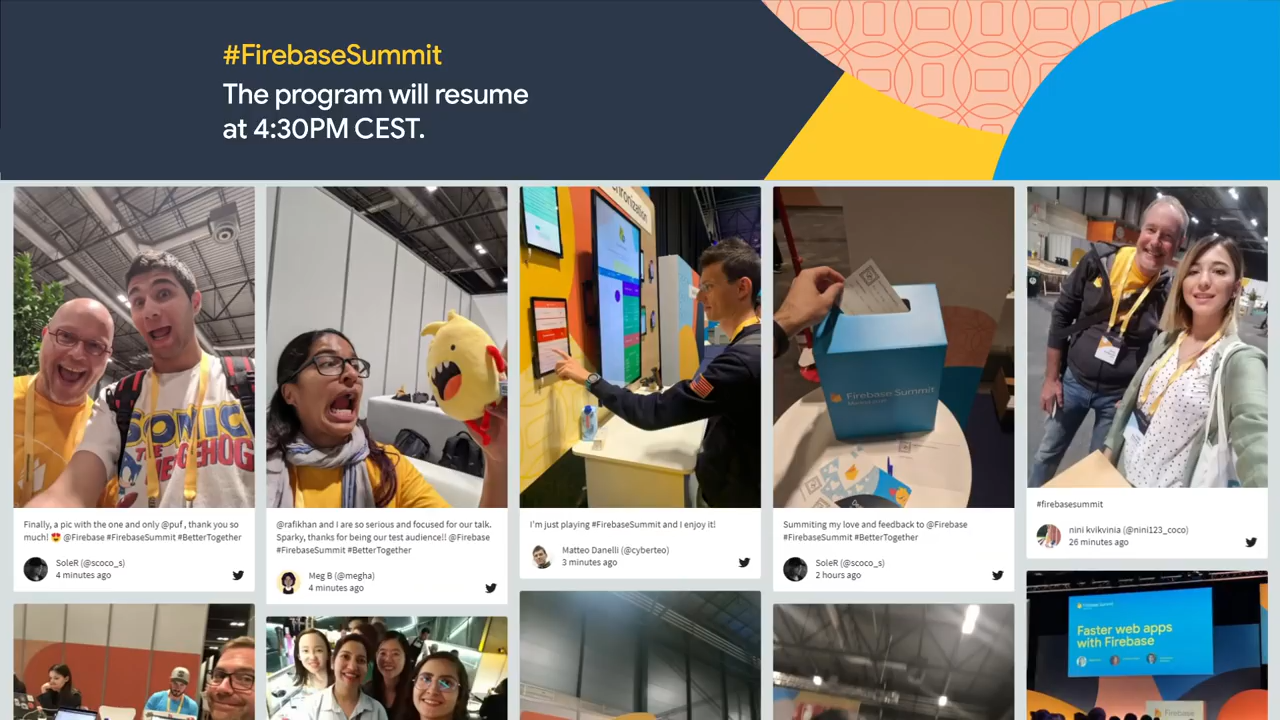 #FirebaseSummit
The program will resume
at 4:30PM CEST.
SONIC
THE
HEDGEHOG
Finally, a pic with the one and only @puf , thank you so
much! 😍 @Firebase #FirebaseSummit #BetterTogether
SoleR (@scoco_s)
4 minutes ago
@rafikhan and I are so serious and focused for our talk.
Sparky, thanks for being our test audience!! @Firebase
#FirebaseSummit #BetterTogether
Meg B (@megha)
4 minutes ago
I'm just playing #FirebaseSummit and I enjoy it!
Matteo Danelli (@cyberteo)
3 minutes ago
Firebase Summit
Summiting my love and feedback to @Firebase
#FirebaseSummit #BetterTogether
SoleR (@scoco_s)
2 hours ago
#firebasesummit
nini kvikvinia (@nini123_coco)
26 minutes ago
Firebase Summit
Faster web apps
with Firebase
Firebase